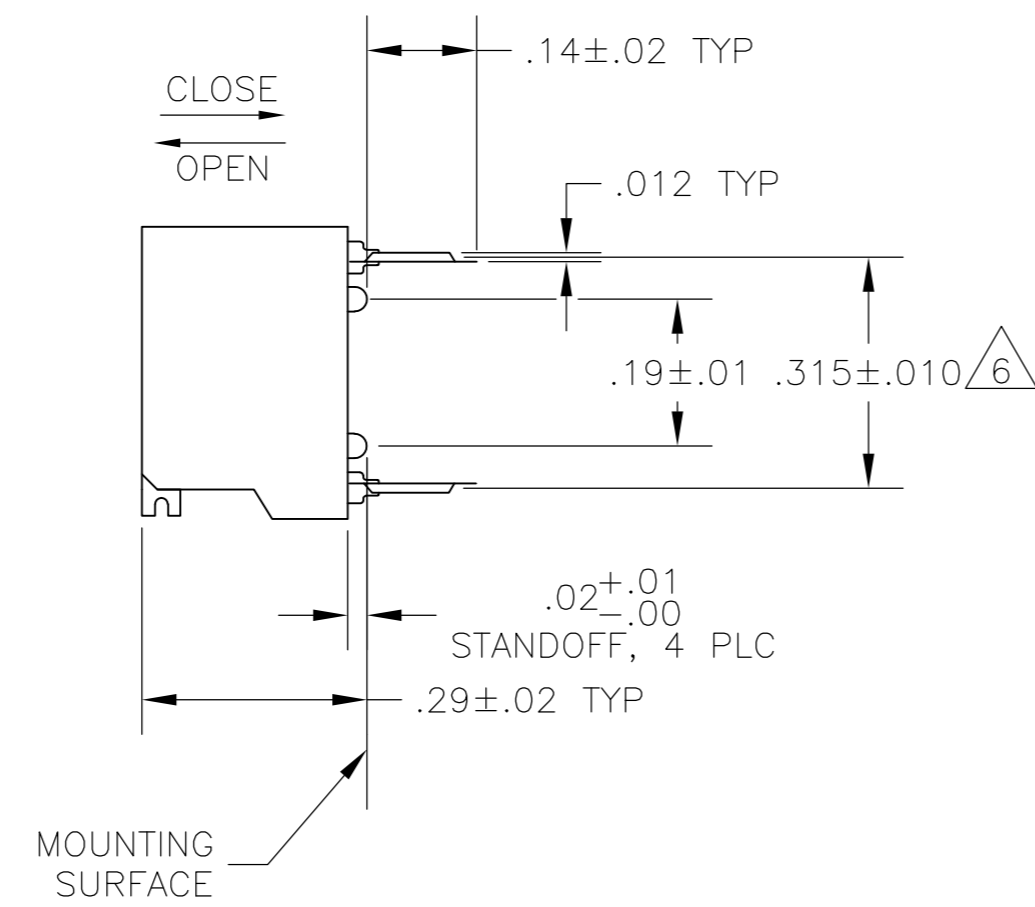 .14±.02 TYP
CLOSE
OPEN
.012 TYP
.19±.01 .315±.010 6
.02 +.01
-.00
STANDOFF, 4 PLC
.29±.02 TYP
MOUNTING
SURFACE